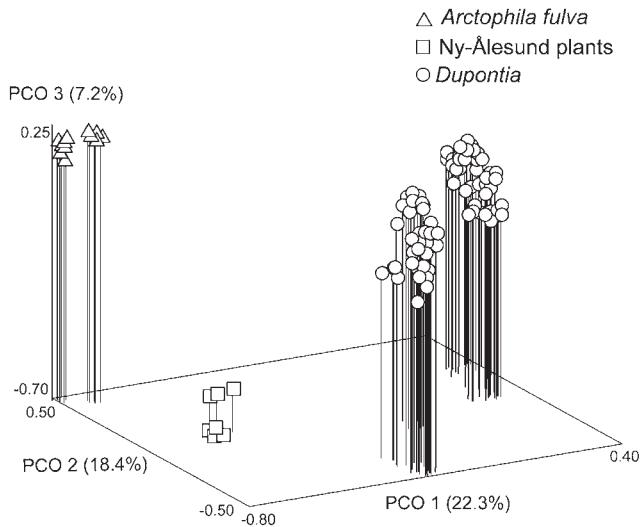 Arctophila fulva
Ny-Ålesund plants
Dupontia
PCO 3 (7.2%)
0.25
-0.70
0.50
PCO 2 (18.4%)
-0.50
-0.80
PCO 1 (22.3%)
0.40